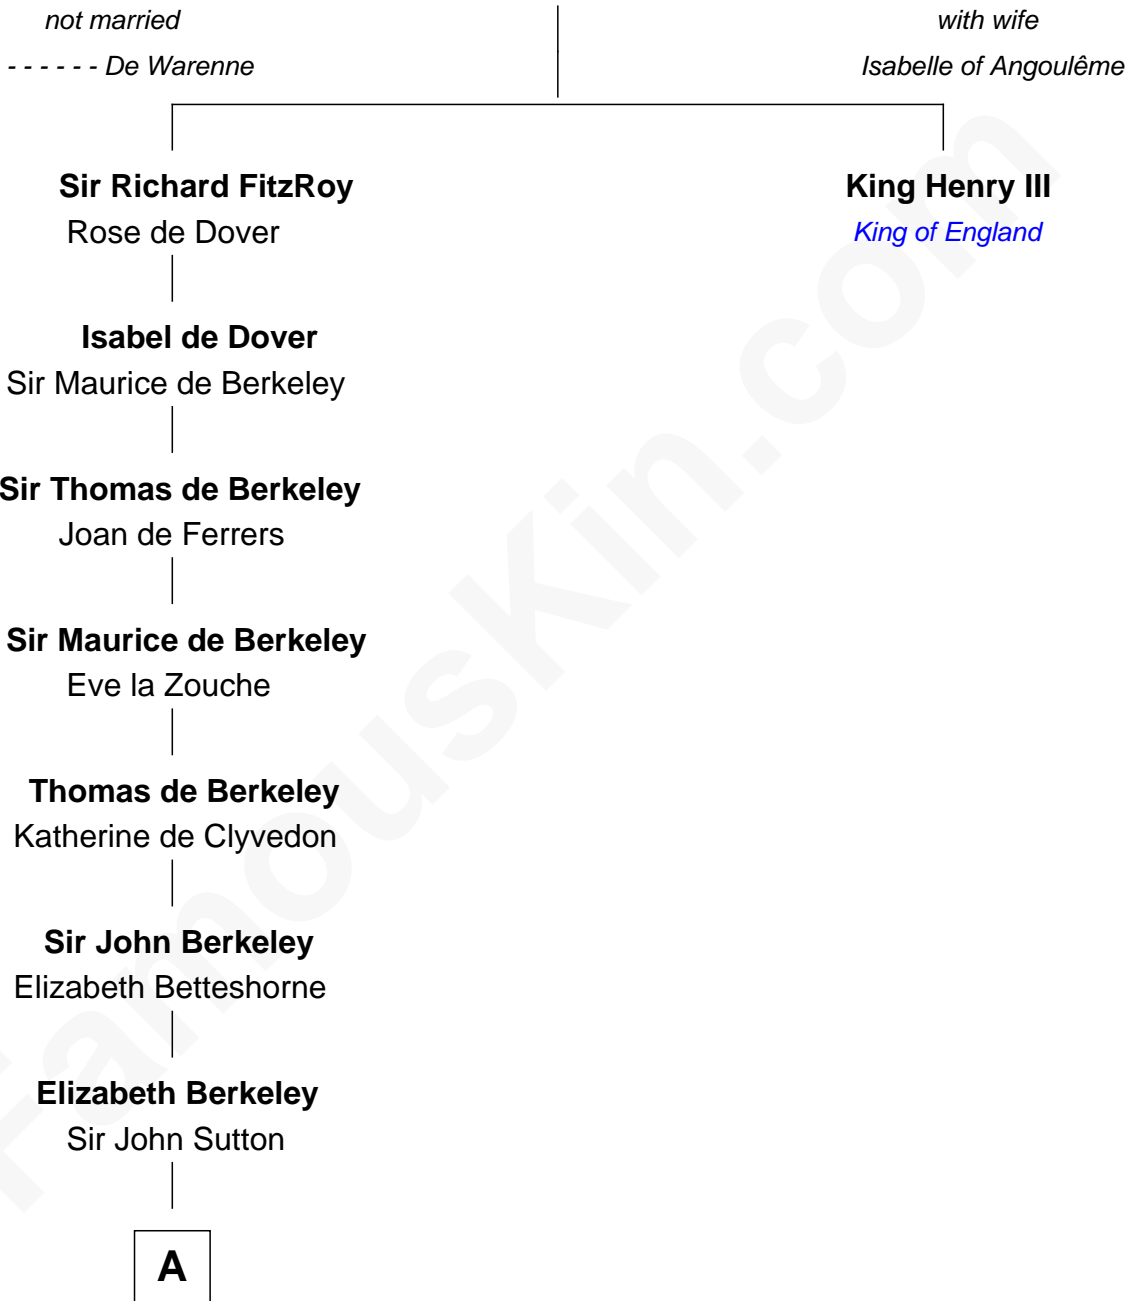 not married
with wife
- - - - - - De Warenne
Isabelle of Angoulême
Sir Richard FitzRoy
King Henry III
Rose de Dover
King of England
Isabel de Dover
Sir Maurice de Berkeley
Sir Thomas de Berkeley
Joan de Ferrers
Sir Maurice de Berkeley
Eve la Zouche
Thomas de Berkeley
Katherine de Clyvedon
Sir John Berkeley
Elizabeth Betteshorne
Elizabeth Berkeley
Sir John Sutton
A
FamousKin.com